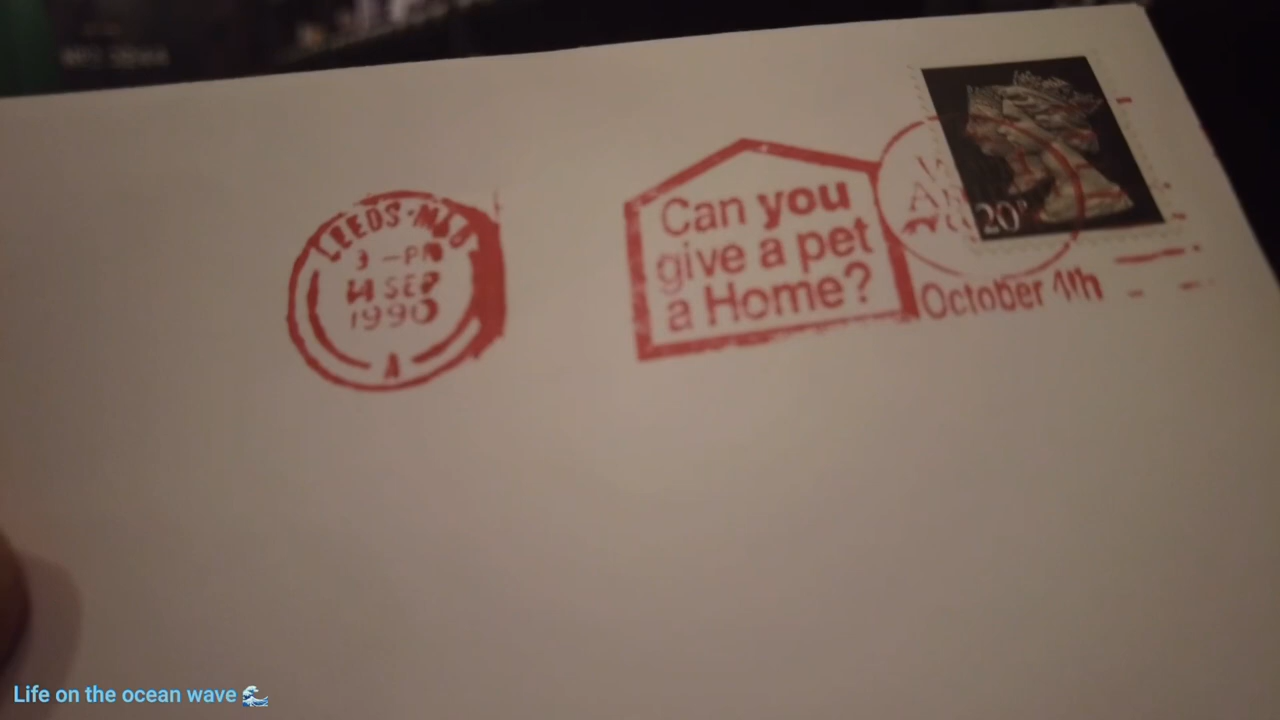 LEEDS·M&O
3 -PM
14 SEP
1990
A
Can you
give a pet
a Home?
20P
October 4th
Life on the ocean wave 🌊